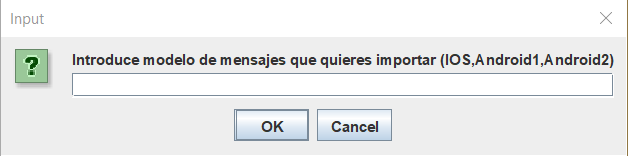 Input
Introduce modelo de mensajes que quieres importar (IOS,Android1,Android2)
?
OK
Cancel